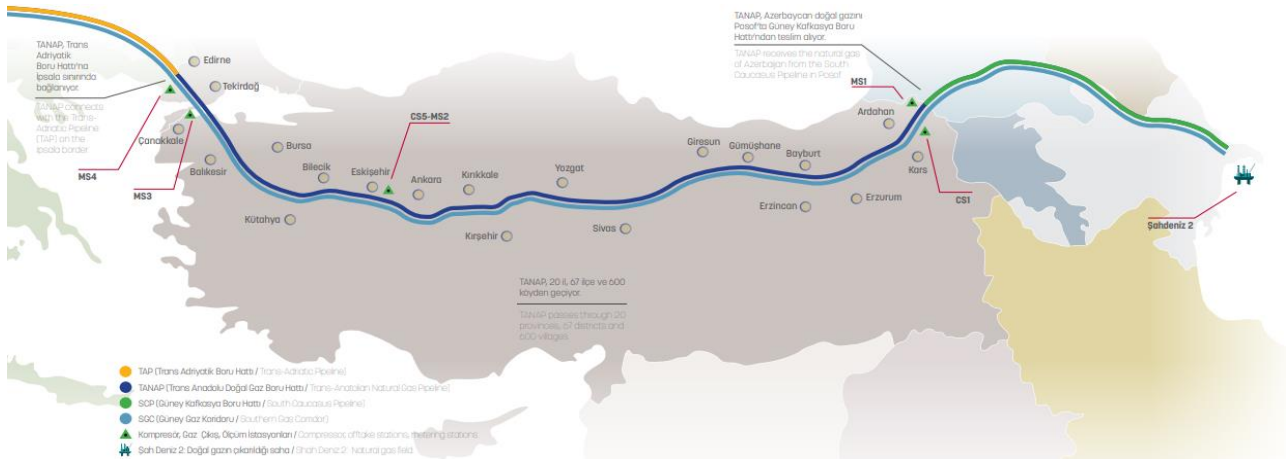 TANAP, Trans
Adriyatik
Boru Hattı'na
İpsala sınırında
bağlanıyor.
TANAP connects
with the Trans-
Adriatic Pipeline
(TAP) on the
Ipsala border
MS4
Edirne
Tekirdağ
Çanakkale
MS3
Balıkesir
Bursa
Bilecik
Kütahya
Eskişehir
CS5-MS2
Ankara
Kırıkkale
Kırşehir
Yozgat
Sivas
Giresun
Gümüşhane
Bayburt
Erzincan
Erzurum
TANAP, Azerbaycan doğal gazını
Posof'ta Güney Kafkasya Boru
Hattı'ndan teslim alıyor.
TANAP receives the natural gas
of Azerbaijan from the South
Caucasus Pipeline in Posof
MS1
Ardahan
Kars
CS1
Şahdeniz 2
TANAP, 20 il, 67 ilçe ve 600
köyden geçiyor.
TANAP passes through 20
provinces, 67 districts and
600 villages.
TAP (Trans Adriyatik Boru Hattı / Trans-Adriatic Pipeline)
TANAP (Trans Anadolu Doğal Gaz Boru Hattı / Trans-Anatolian Natural Gas Pipeline)
SCP (Güney Kafkasya Boru Hattı / South Caucasus Pipeline)
SGC (Güney Gaz Koridoru / Southern Gas Corridor)
Kompresör, Gaz Çıkış, Ölçüm İstasyonları / Compressor, offtake stations, metering stations
Şah Deniz 2: Doğal gazın çıkarıldığı saha / Shah Deniz 2: Natural gas field